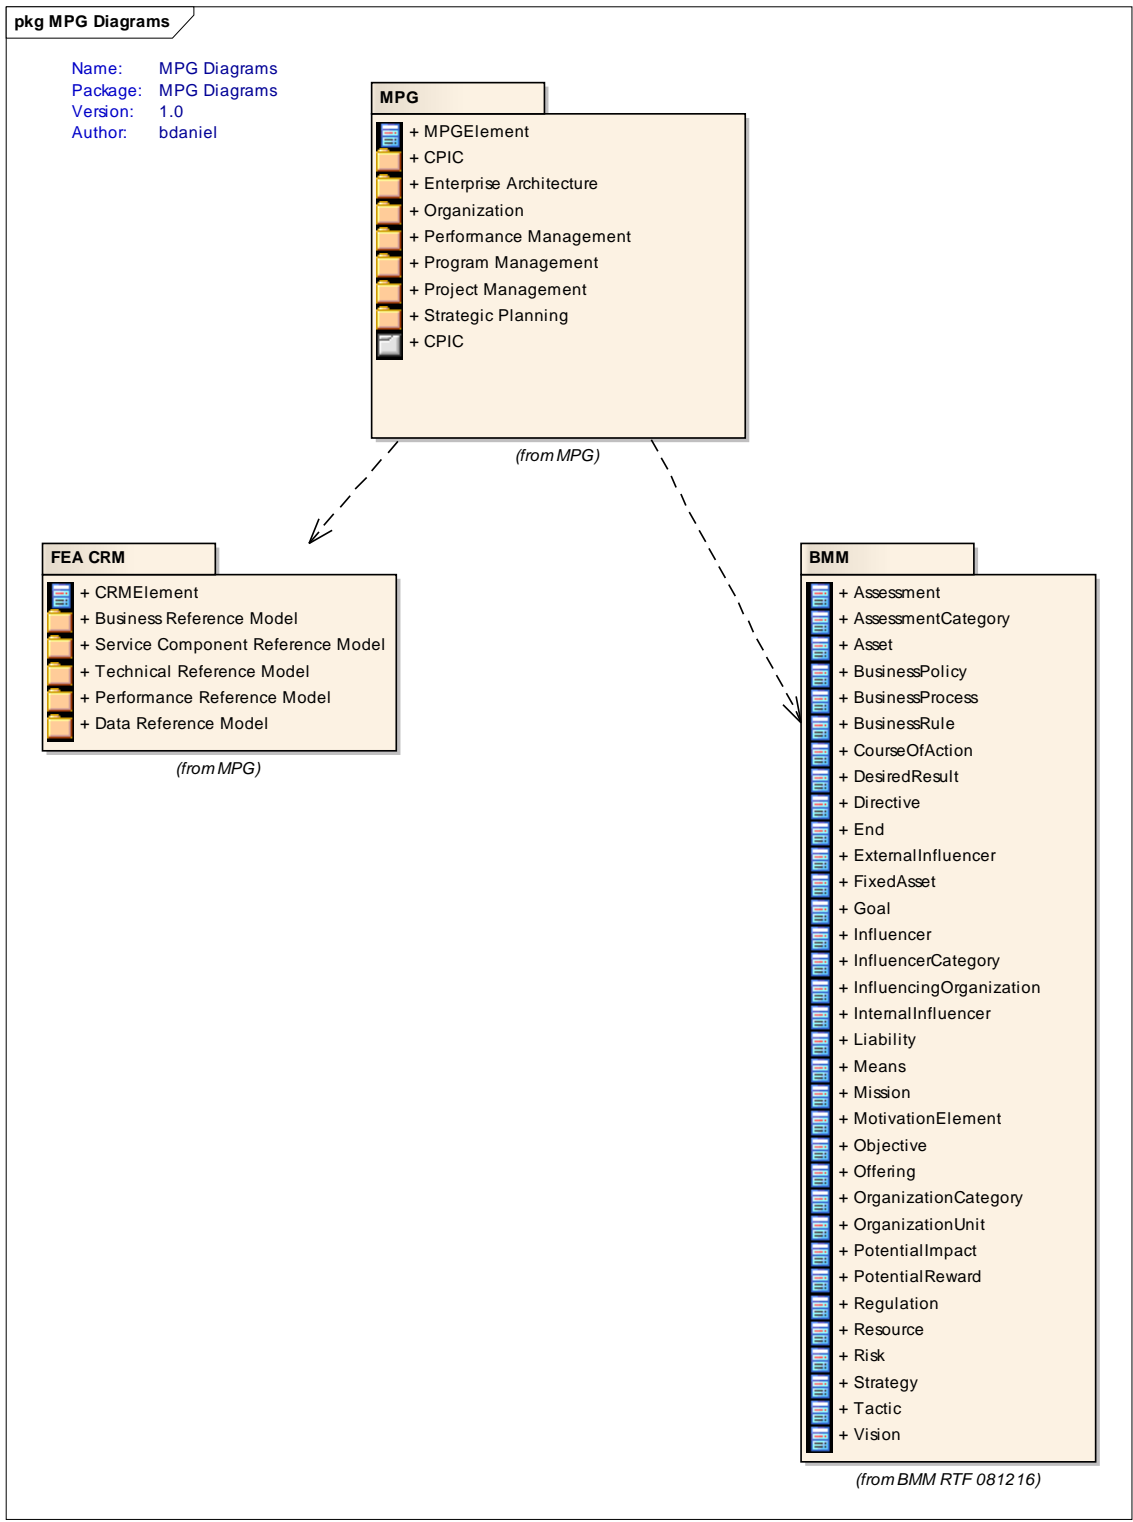 pkg MPG Diagrams
Name: MPG Diagrams
Package: MPG Diagrams
Version: 1.0
Author: bdaniel
MPG
+ MPGElement
+ CPIC
+ Enterprise Architecture
+ Organization
+ Performance Management
+ Program Management
+ Project Management
+ Strategic Planning
+ CPIC
(from MPG)
FEA CRM
+ CRMElement
+ Business Reference Model
+ Service Component Reference Model
+ Technical Reference Model
+ Performance Reference Model
+ Data Reference Model
(from MPG)
BMM
+ Assessment
+ AssessmentCategory
+ Asset
+ BusinessPolicy
+ BusinessProcess
+ BusinessRule
+ CourseOfAction
+ DesiredResult
+ Directive
+ End
+ ExternalInfluencer
+ FixedAsset
+ Goal
+ Influencer
+ InfluencerCategory
+ InfluencingOrganization
+ InternalInfluencer
+ Liability
+ Means
+ Mission
+ MotivationElement
+ Objective
+ Offering
+ OrganizationCategory
+ OrganizationUnit
+ PotentialImpact
+ PotentialReward
+ Regulation
+ Resource
+ Risk
+ Strategy
+ Tactic
+ Vision
(from BMM RTF 081216)